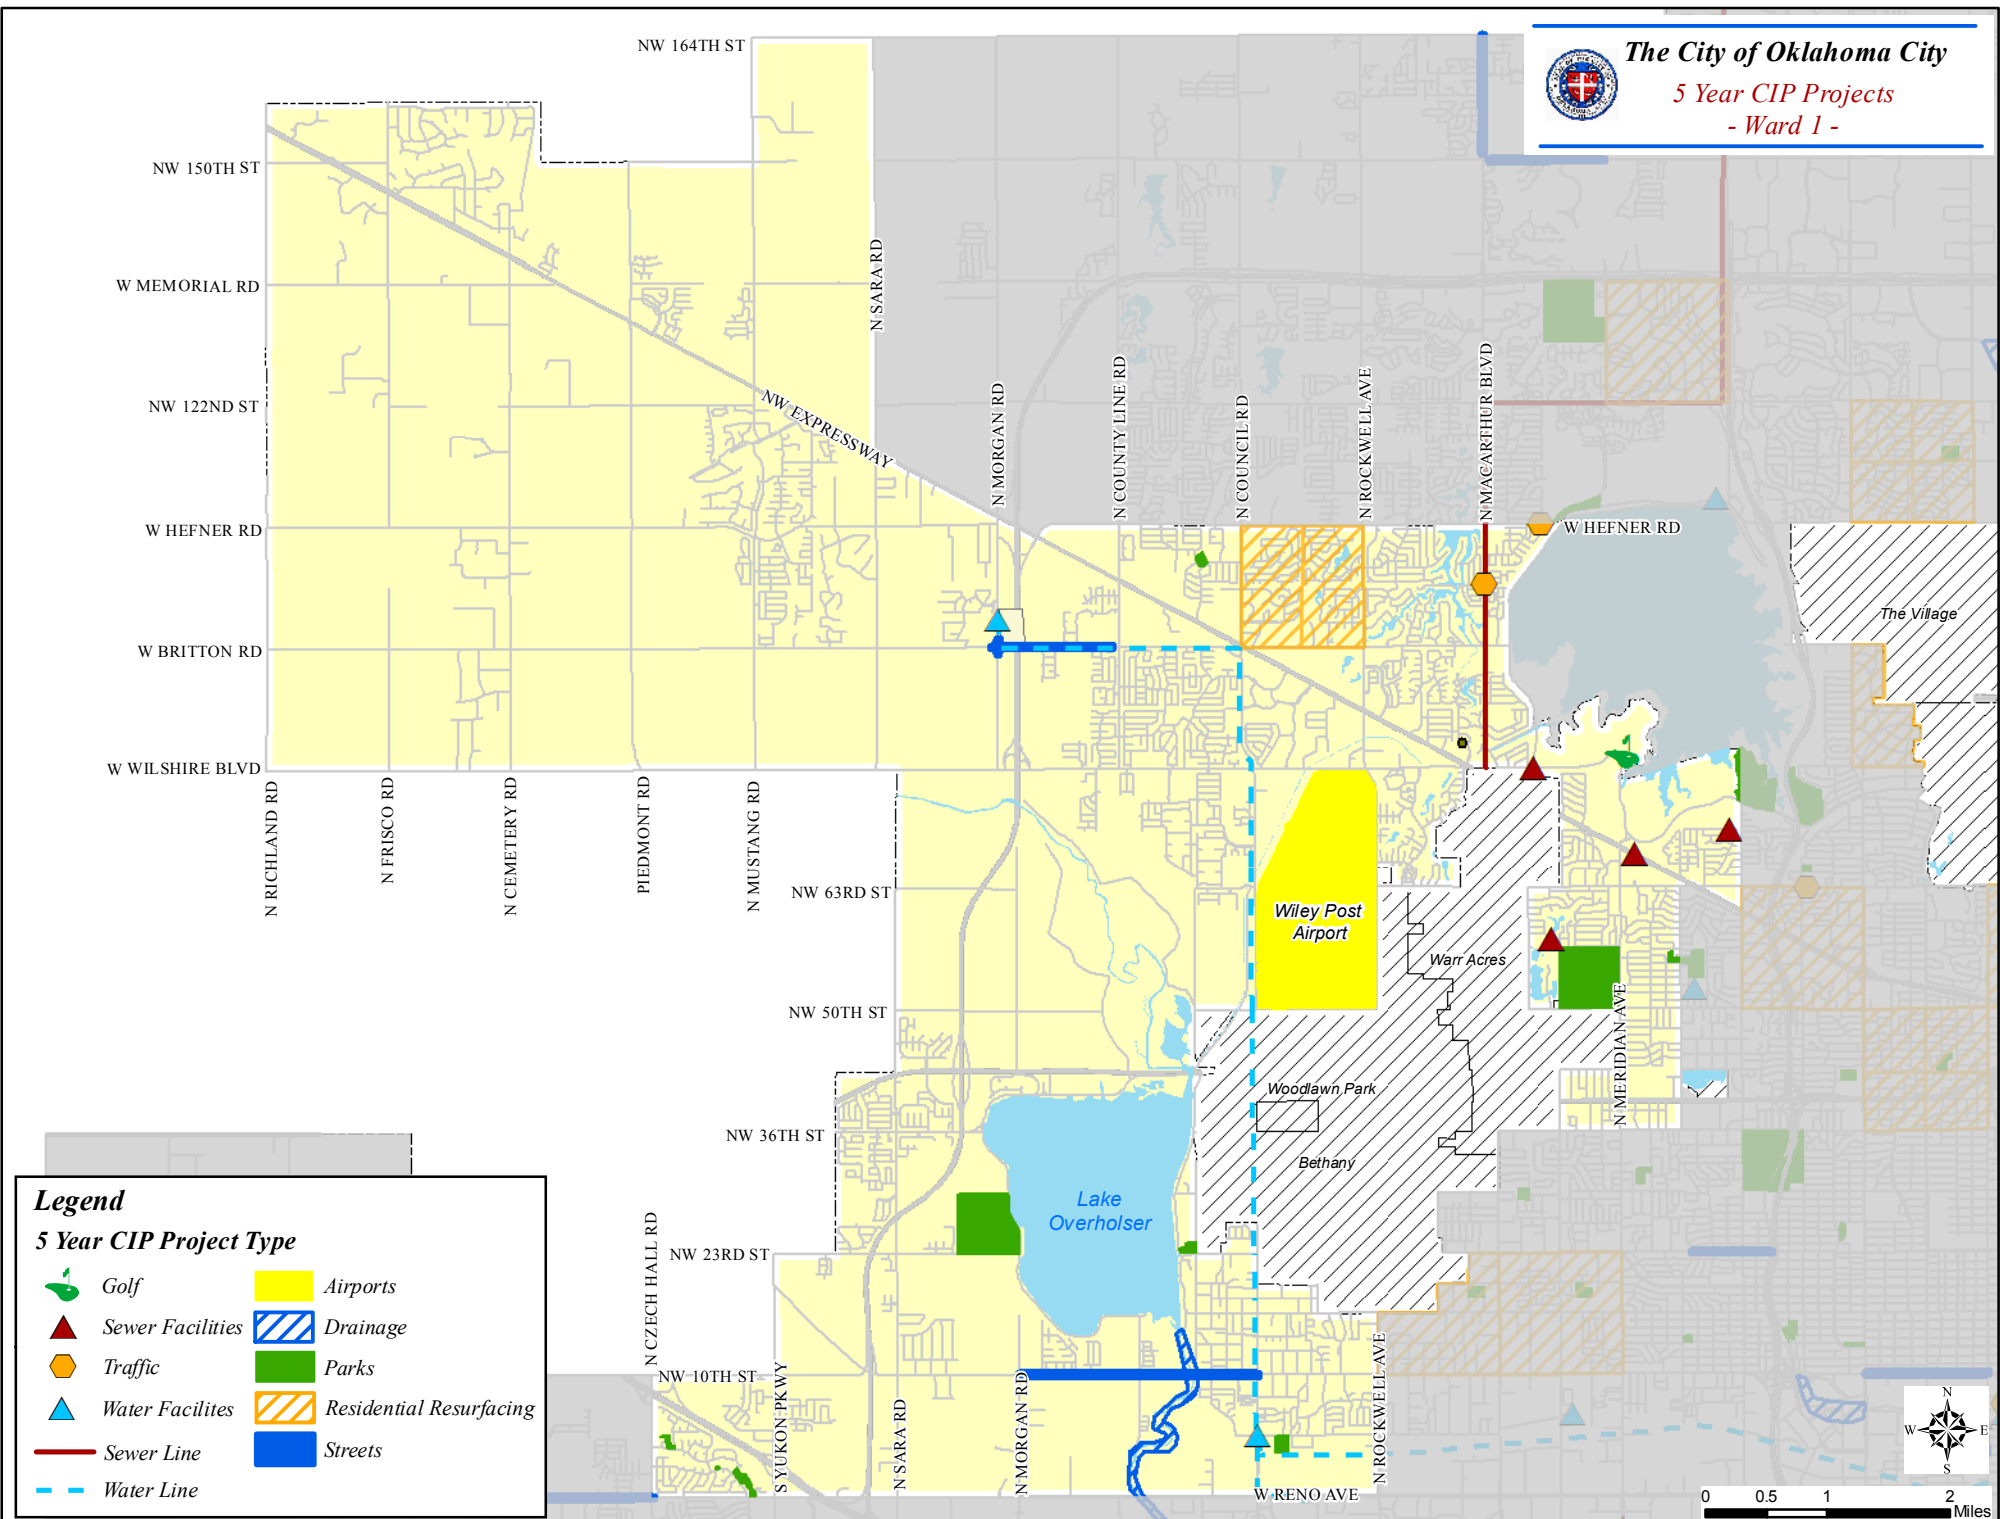 The City of Oklahoma City
5 Year CIP Projects
- Ward 1 -
NW 164TH ST
NW 150TH ST
W MEMORIAL RD
NW 122ND ST
W HEFNER RD
W BRITTON RD
W WILSHIRE BLVD
N SARA RD
NW EXPRESSWAY
N MORGAN RD
N COUNTY LINE RD
N COUNCIL RD
N ROCKWELL AVE
N MACARTHUR BLVD
W HEFNER RD
The Village
N RICHLAND RD
N FRISCO RD
N CEMETERY RD
PIEDMONT RD
N MUSTANG RD
NW 63RD ST
Wiley Post
Airport
Warr Acres
NW 50TH ST
N MERIDIAN AVE
Woodlawn Park
NW 36TH ST
Bethany
Lake
Overholser
NW 23RD ST
N CZECH HALL RD
NW 10TH ST
S YUKON PKWY
N SARA RD
N MORGAN RD
N ROCKWELL AVE
W RENO AVE
Legend
5 Year CIP Project Type
Golf
Airports
Sewer Facilities
Drainage
Traffic
Parks
Water Facilites
Residential Resurfacing
Sewer Line
Streets
Water Line
N
W
E
S
0 0.5 1 2
Miles